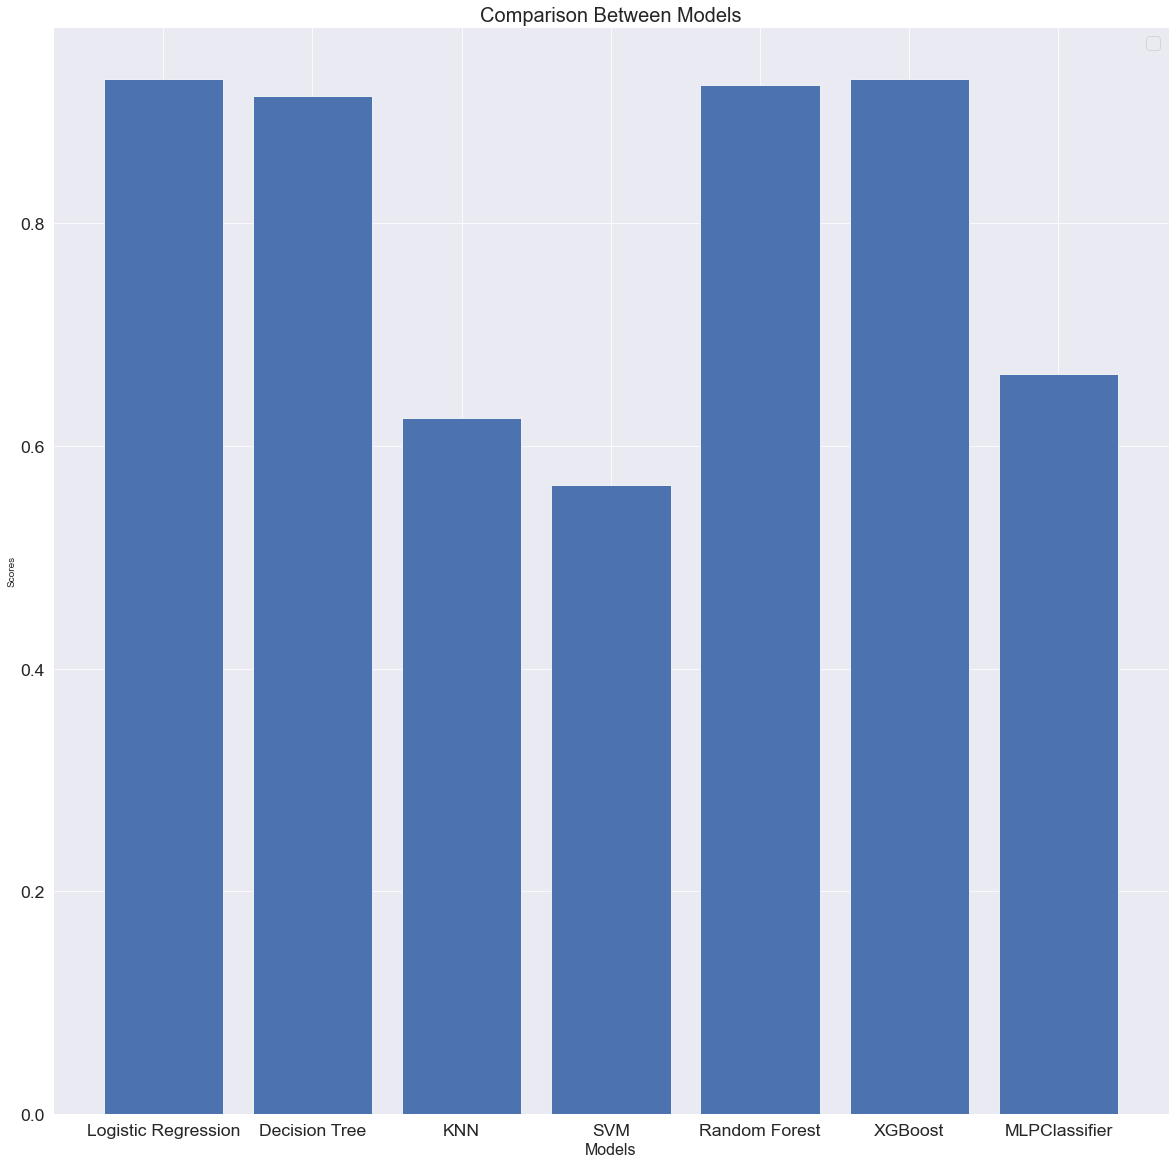 Comparison Between Models
0.8
0.6
Scores
0.4
0.2
0.0
Logistic Regression Decision Tree KNN SVM Random Forest XGBoost MLPClassifier
Models